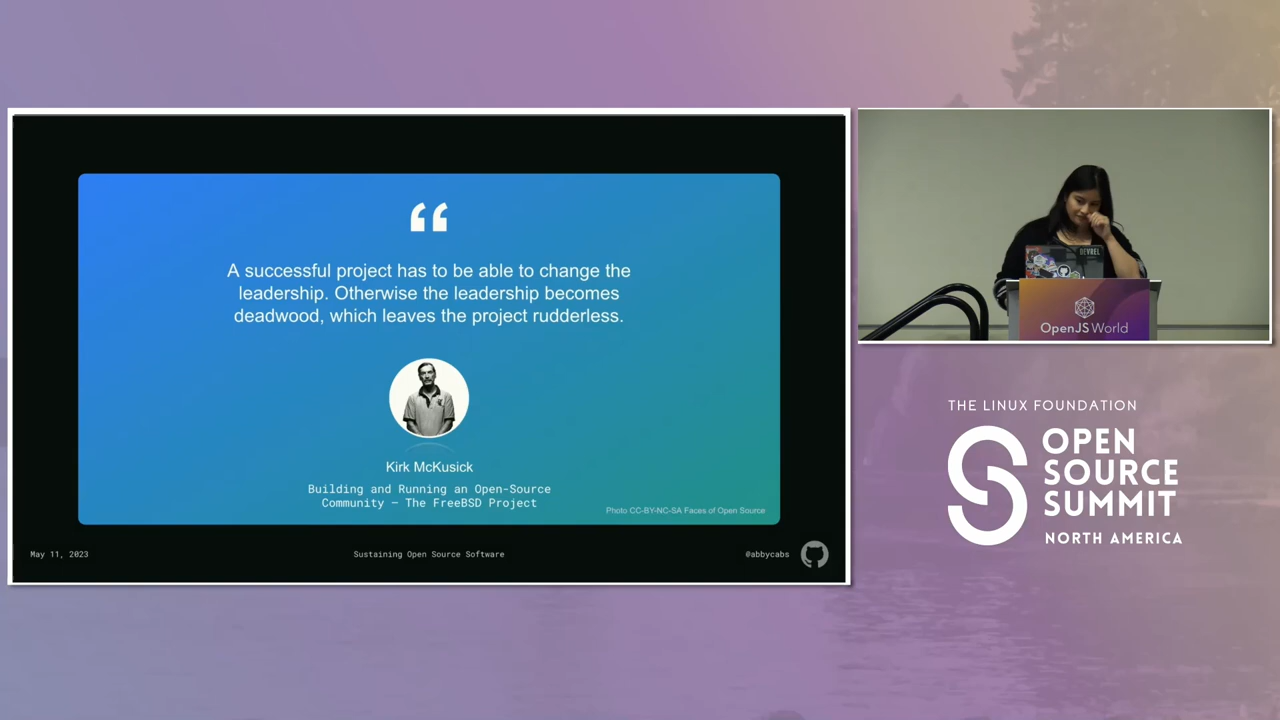 “
A successful project has to be able to change the
leadership. Otherwise the leadership becomes
deadwood, which leaves the project rudderless.
Kirk McKusick
Building and Running an Open-Source
Community – The FreeBSD Project
Photo CC-BY-NC-SA Faces of Open Source
May 11, 2023
Sustaining Open Source Software
@abbycabs
DEVREL
OpenJS World
THE LINUX FOUNDATION
OPEN
SOURCE
SUMMIT
NORTH AMERICA